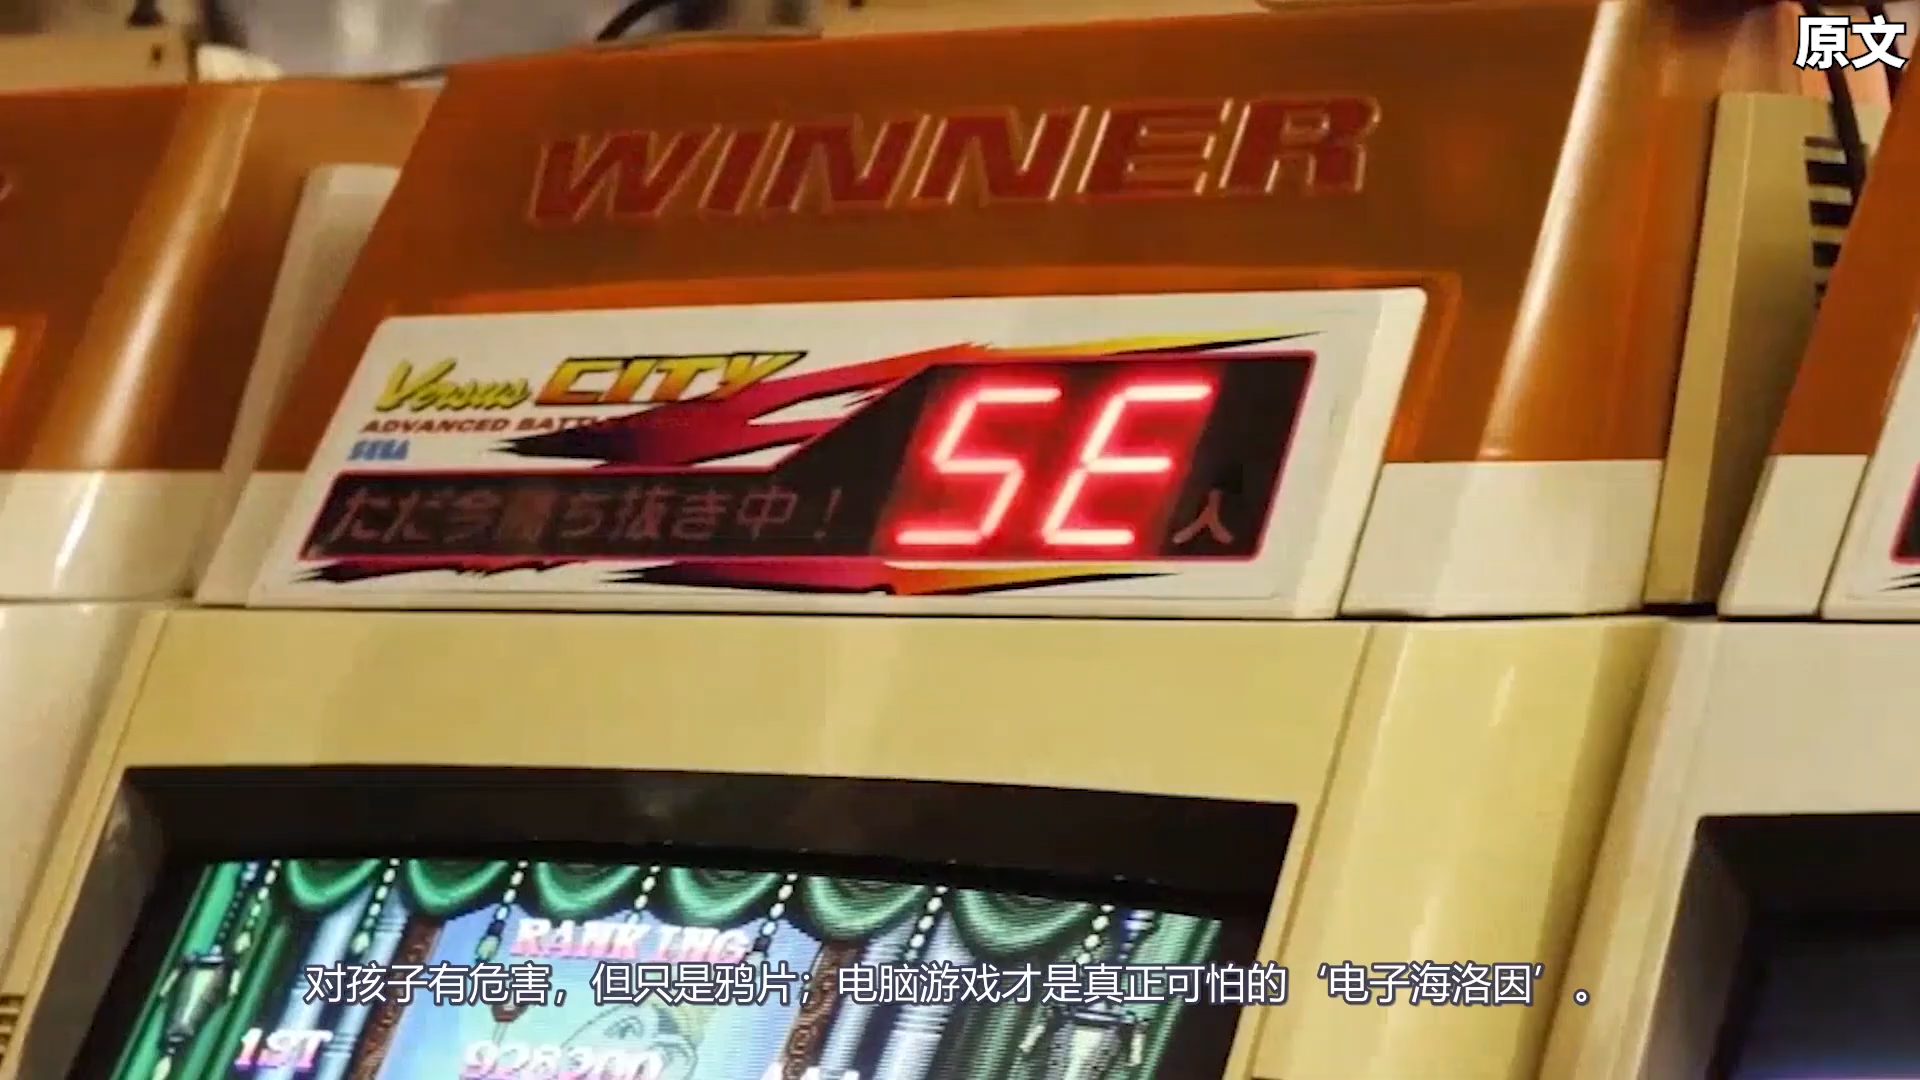 原文
WINNER
Versus CITY
ADVANCED BATTL
SEGA
ただ今勝ち抜き中！
SE
人
RANKING
1ST
928200
对孩子有危害，但只是鸦片；电脑游戏才是真正可怕的‘电子海洛因’。